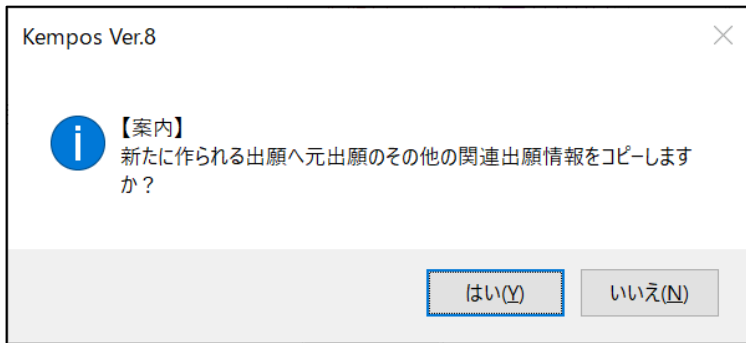 Kempos Ver.8
【案内】
新たに作られる出願へ元出願のその他の関連出願情報をコピーします
か？
はい(Y)
いいえ(N)